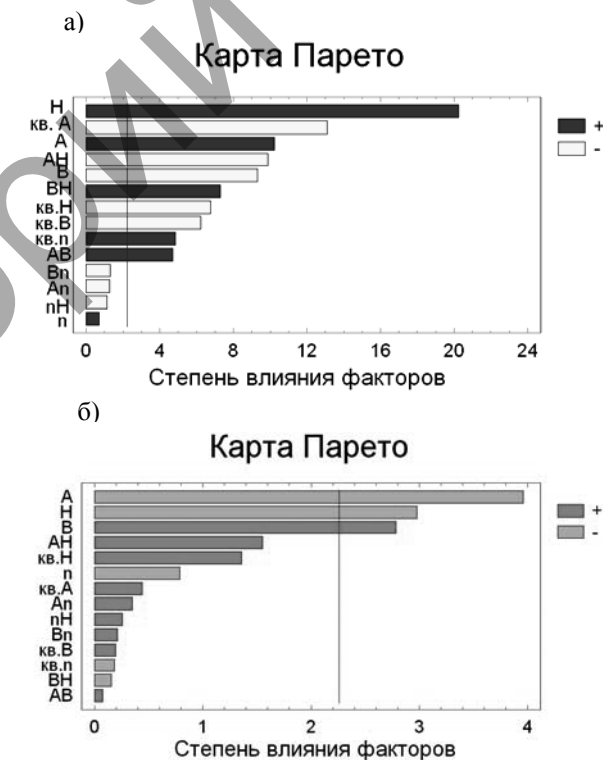 а)
Карта Парето
H
кв. A
A
AH
B
BH
кв.H
кв.B
кв.n
AB
Bn
An
nH
n
+
-
0 4 8 12 16 20 24
Степень влияния факторов
б)
Карта Парето
A
H
B
AH
кв.H
n
кв.A
An
nH
Bn
кв.B
кв.n
BH
AB
+
-
0 1 2 3 4
Степень влияния факторов